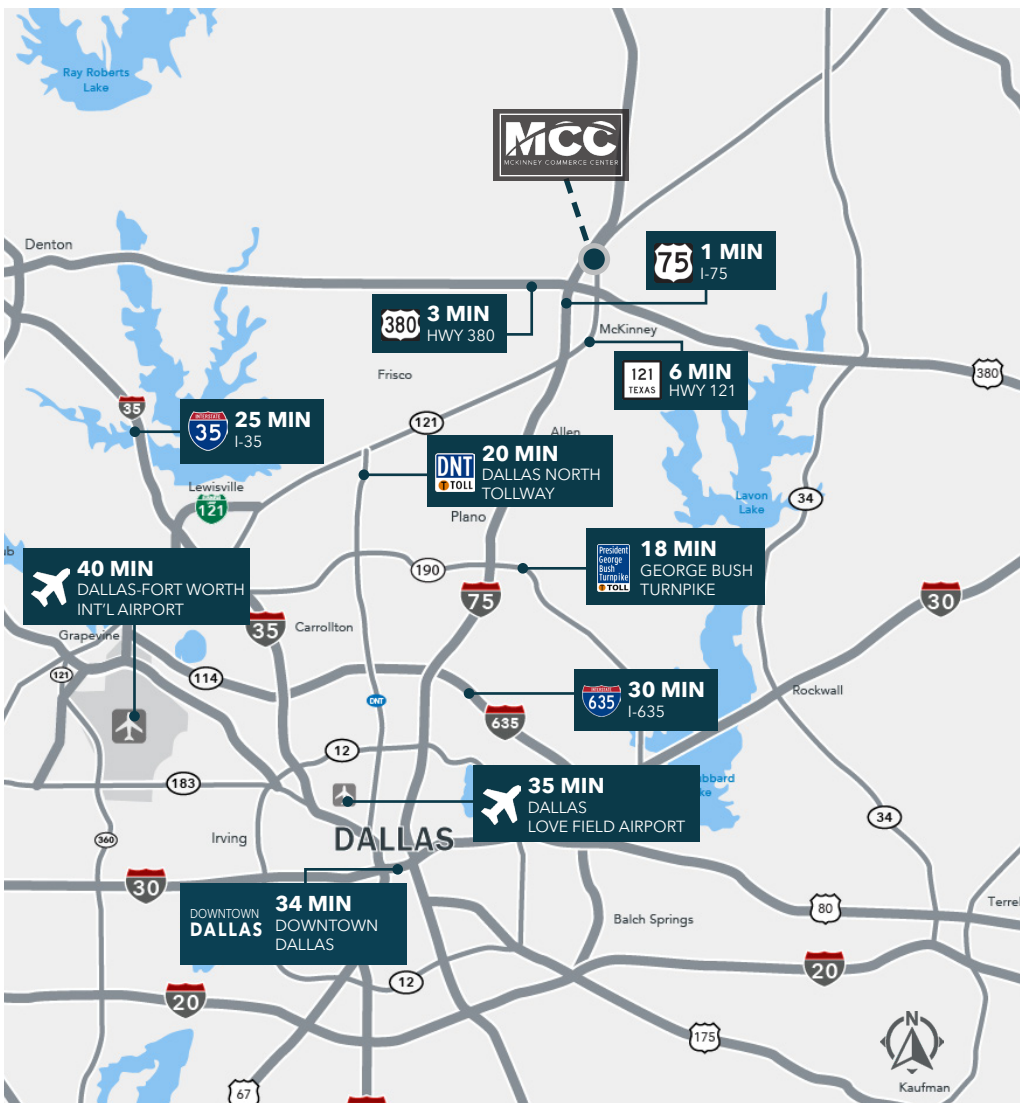 Ray Roberts
Lake
MCC
MCKINNEY COMMERCE CENTER
Denton
75
1 MIN
I-75
380
3 MIN
HWY 380
McKinney
121
TEXAS
6 MIN
HWY 121
380
Frisco
35
INTERSTATE
35
25 MIN
I-35
121
Allen
DNT
TOLL
20 MIN
DALLAS NORTH
TOLLWAY
Lewisville
121
Lavon
Lake
34
Plano
40 MIN
DALLAS-FORT WORTH
INT'L AIRPORT
190
President
George
Bush
Turnpike
TOLL
18 MIN
GEORGE BUSH
TURNPIKE
75
30
35
Carrollton
Grapevine
121
114
DNT
INTERSTATE
635
30 MIN
I-635
Rockwall
635
12
183
35 MIN
DALLAS
LOVE FIELD AIRPORT
34
360
Irving
DALLAS
30
DOWNTOWN
DALLAS
34 MIN
DOWNTOWN
DALLAS
80
Balch Springs
12
20
20
175
N
67
Kaufman